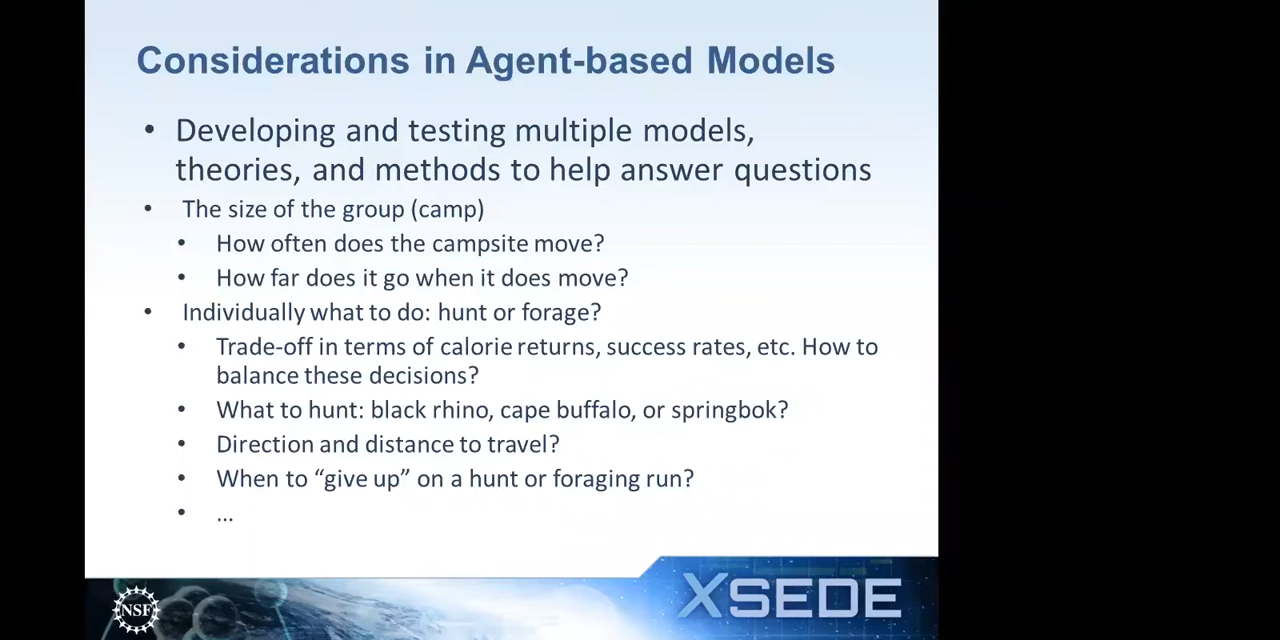 Considerations in Agent-based Models
• Developing and testing multiple models,
theories, and methods to help answer questions
• The size of the group (camp)
• How often does the campsite move?
• How far does it go when it does move?
• Individually what to do: hunt or forage?
• Trade-off in terms of calorie returns, success rates, etc. How to
balance these decisions?
• What to hunt: black rhino, cape buffalo, or springbok?
• Direction and distance to travel?
• When to “give up” on a hunt or foraging run?
• ...
NSF
XSEDE